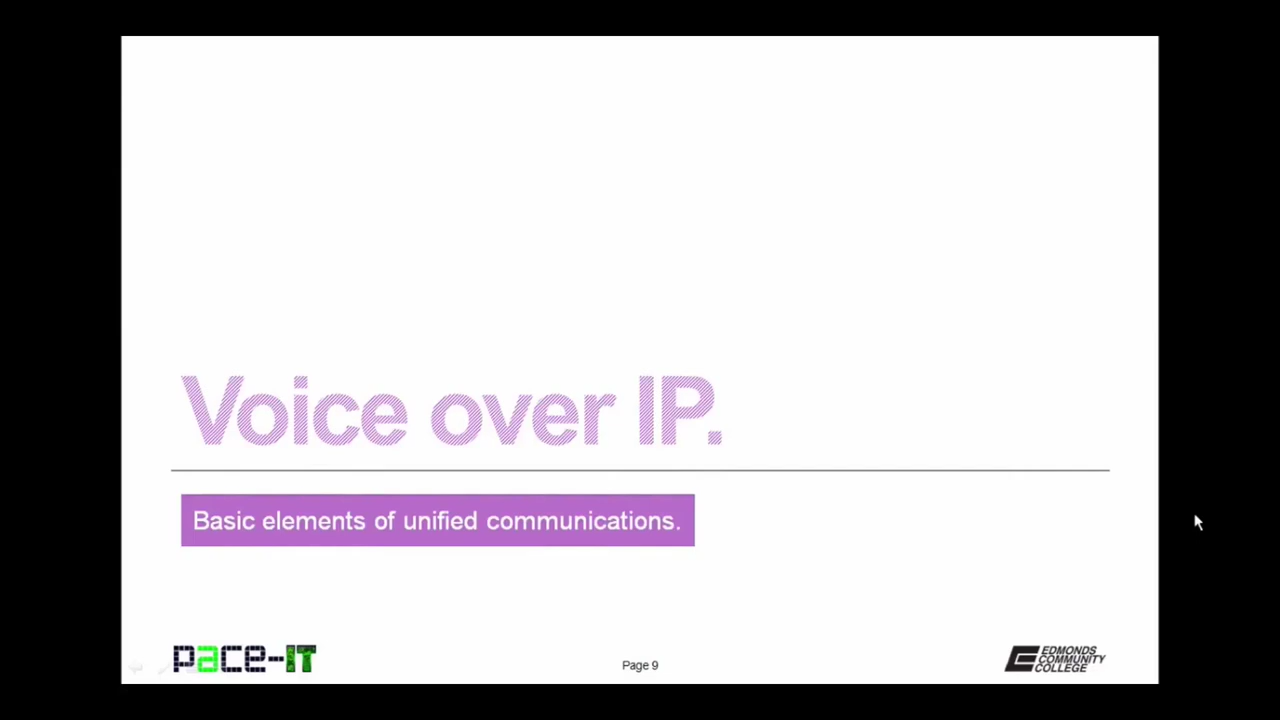 Voice over IP.
Basic elements of unified communications.
pace-IT
Page 9
EDMONDS
COMMUNITY
COLLEGE